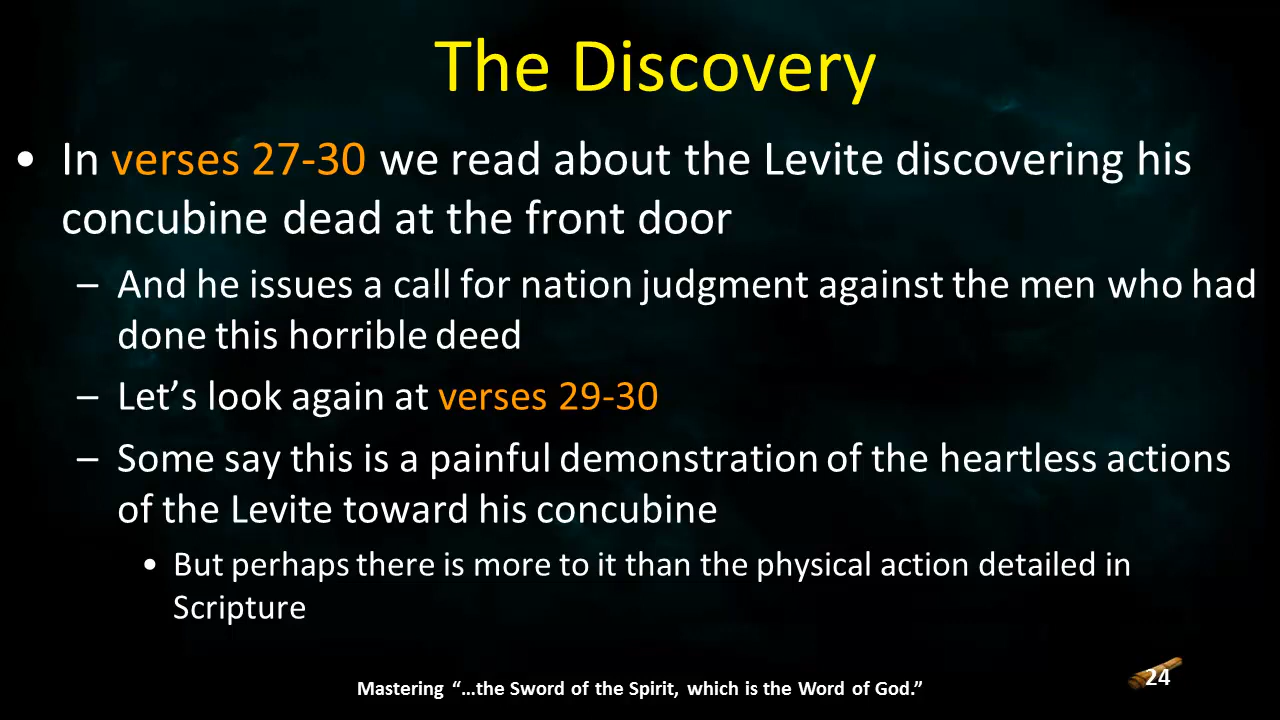 The Discovery
• In verses 27-30 we read about the Levite discovering his
concubine dead at the front door
– And he issues a call for nation judgment against the men who had
done this horrible deed
– Let’s look again at verses 29-30
– Some say this is a painful demonstration of the heartless actions
of the Levite toward his concubine
• But perhaps there is more to it than the physical action detailed in
Scripture
Mastering “…the Sword of the Spirit, which is the Word of God.”
24